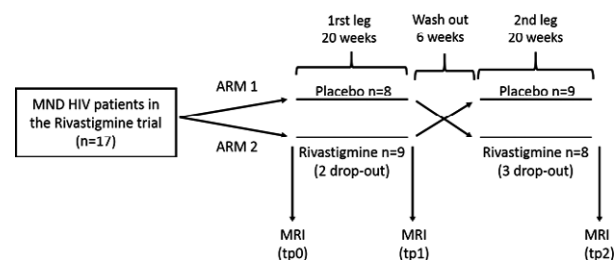 1rst leg
20 weeks
Wash out
6 weeks
2nd leg
20 weeks
MND HIV patients in
the Rivastigmine trial
(n=17)
ARM 1
ARM 2
Placebo n=8
Placebo n=9
Rivastigmine n=9
(2 drop-out)
Rivastigmine n=8
(3 drop-out)
MRI
(tp0)
MRI
(tp1)
MRI
(tp2)